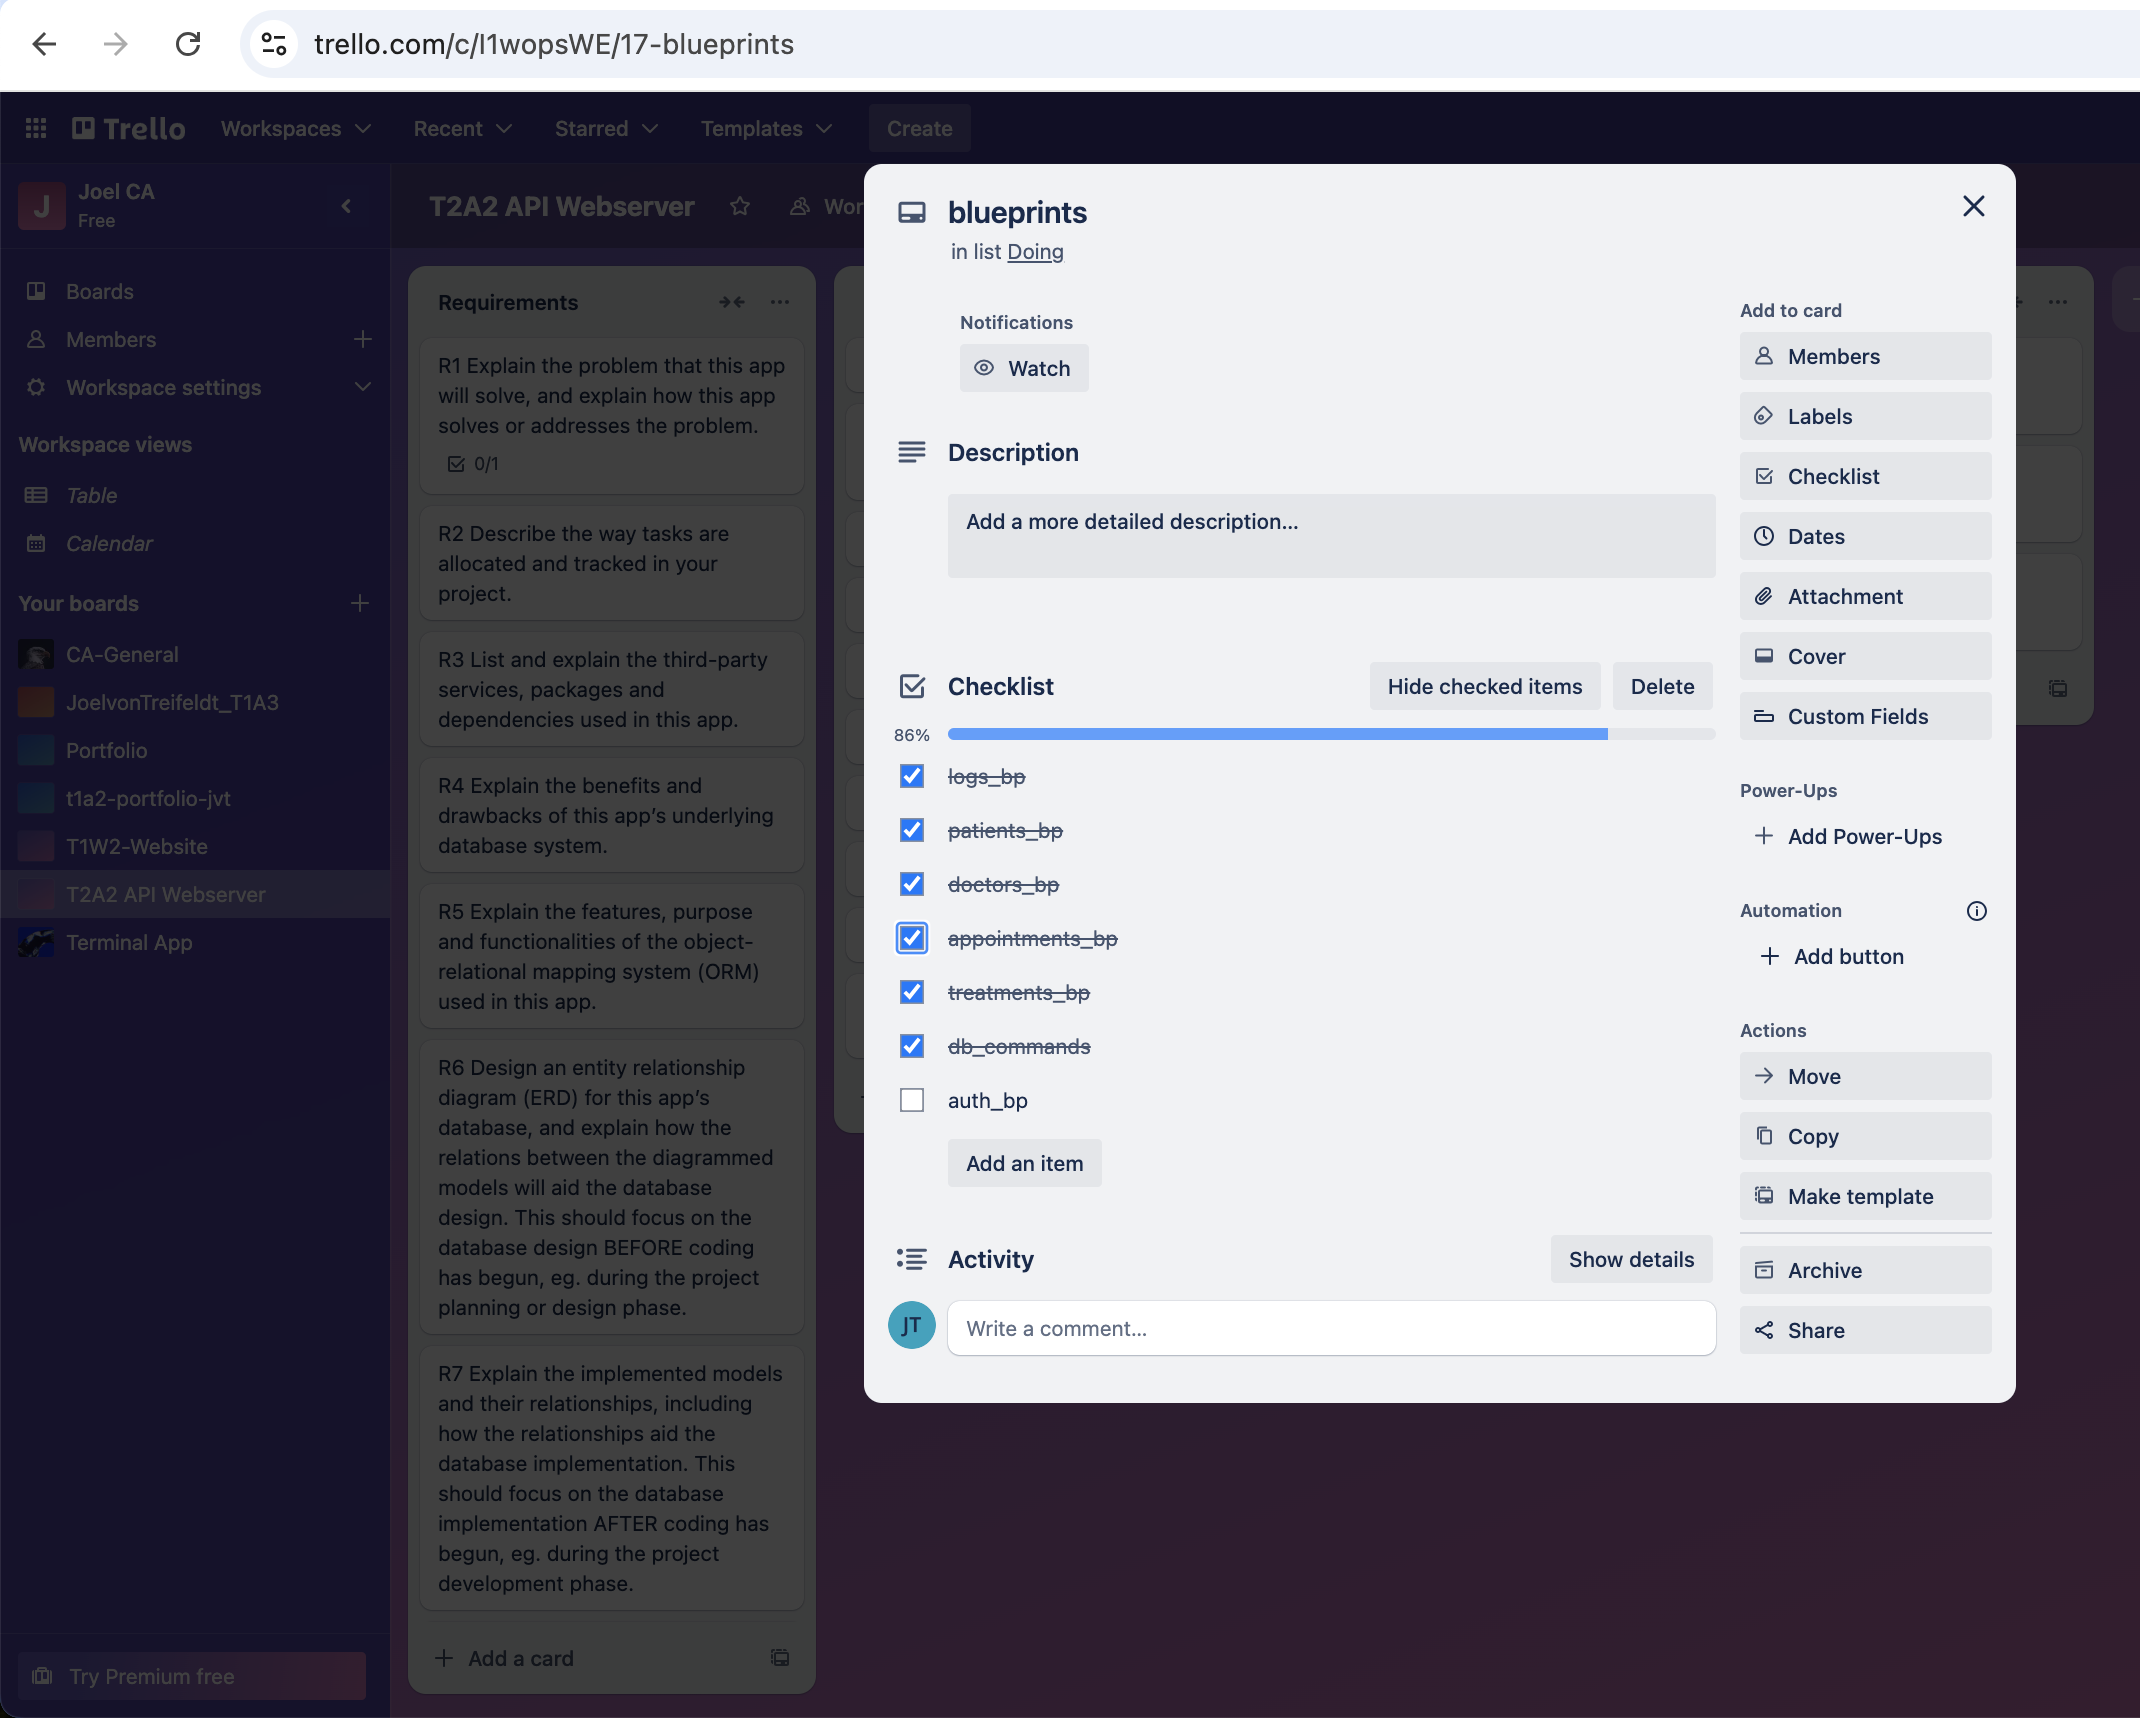 trello.com/c/I1wopsWE/17-blueprints
Trello
Workspaces
Recent
Starred
Templates
Create
J
Joel CA
Free
Boards
Members
Workspace settings
Workspace views
Table
Calendar
Your boards
CA-General
JoelvonTreifeldt_T1A3
Portfolio
t1a2-portfolio-jvt
T1W2-Website
T2A2 API Webserver
Terminal App
Try Premium free
T2A2 API Webserver
Requirements
R1 Explain the problem that this app
will solve, and explain how this app
solves or addresses the problem.
0/1
R2 Describe the way tasks are
allocated and tracked in your
project.
R3 List and explain the third-party
services, packages and
dependencies used in this app.
R4 Explain the benefits and
drawbacks of this app’s underlying
database system.
R5 Explain the features, purpose
and functionalities of the object-
relational mapping system (ORM)
used in this app.
R6 Design an entity relationship
diagram (ERD) for this app’s
database, and explain how the
relations between the diagrammed
models will aid the database
design. This should focus on the
database design BEFORE coding
has begun, eg. during the project
planning or design phase.
R7 Explain the implemented models
and their relationships, including
how the relationships aid the
database implementation. This
should focus on the database
implementation AFTER coding has
begun, eg. during the project
development phase.
Add a card
blueprints
in list Doing
Notifications
Watch
Description
Add a more detailed description...
Checklist
Hide checked items
Delete
86%
logs_bp
patients_bp
doctors_bp
appointments_bp
treatments_bp
db_commands
auth_bp
Add an item
Activity
Show details
JT
Write a comment...
Add to card
Members
Labels
Checklist
Dates
Attachment
Cover
Custom Fields
Power-Ups
Add Power-Ups
Automation
Add button
Actions
Move
Copy
Make template
Archive
Share